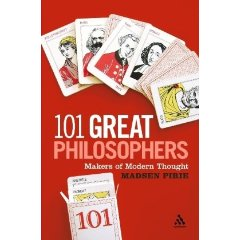 101 GREAT
PHILOSOPHERS
Makers of Modern Thought
MADSEN PIRIE
101